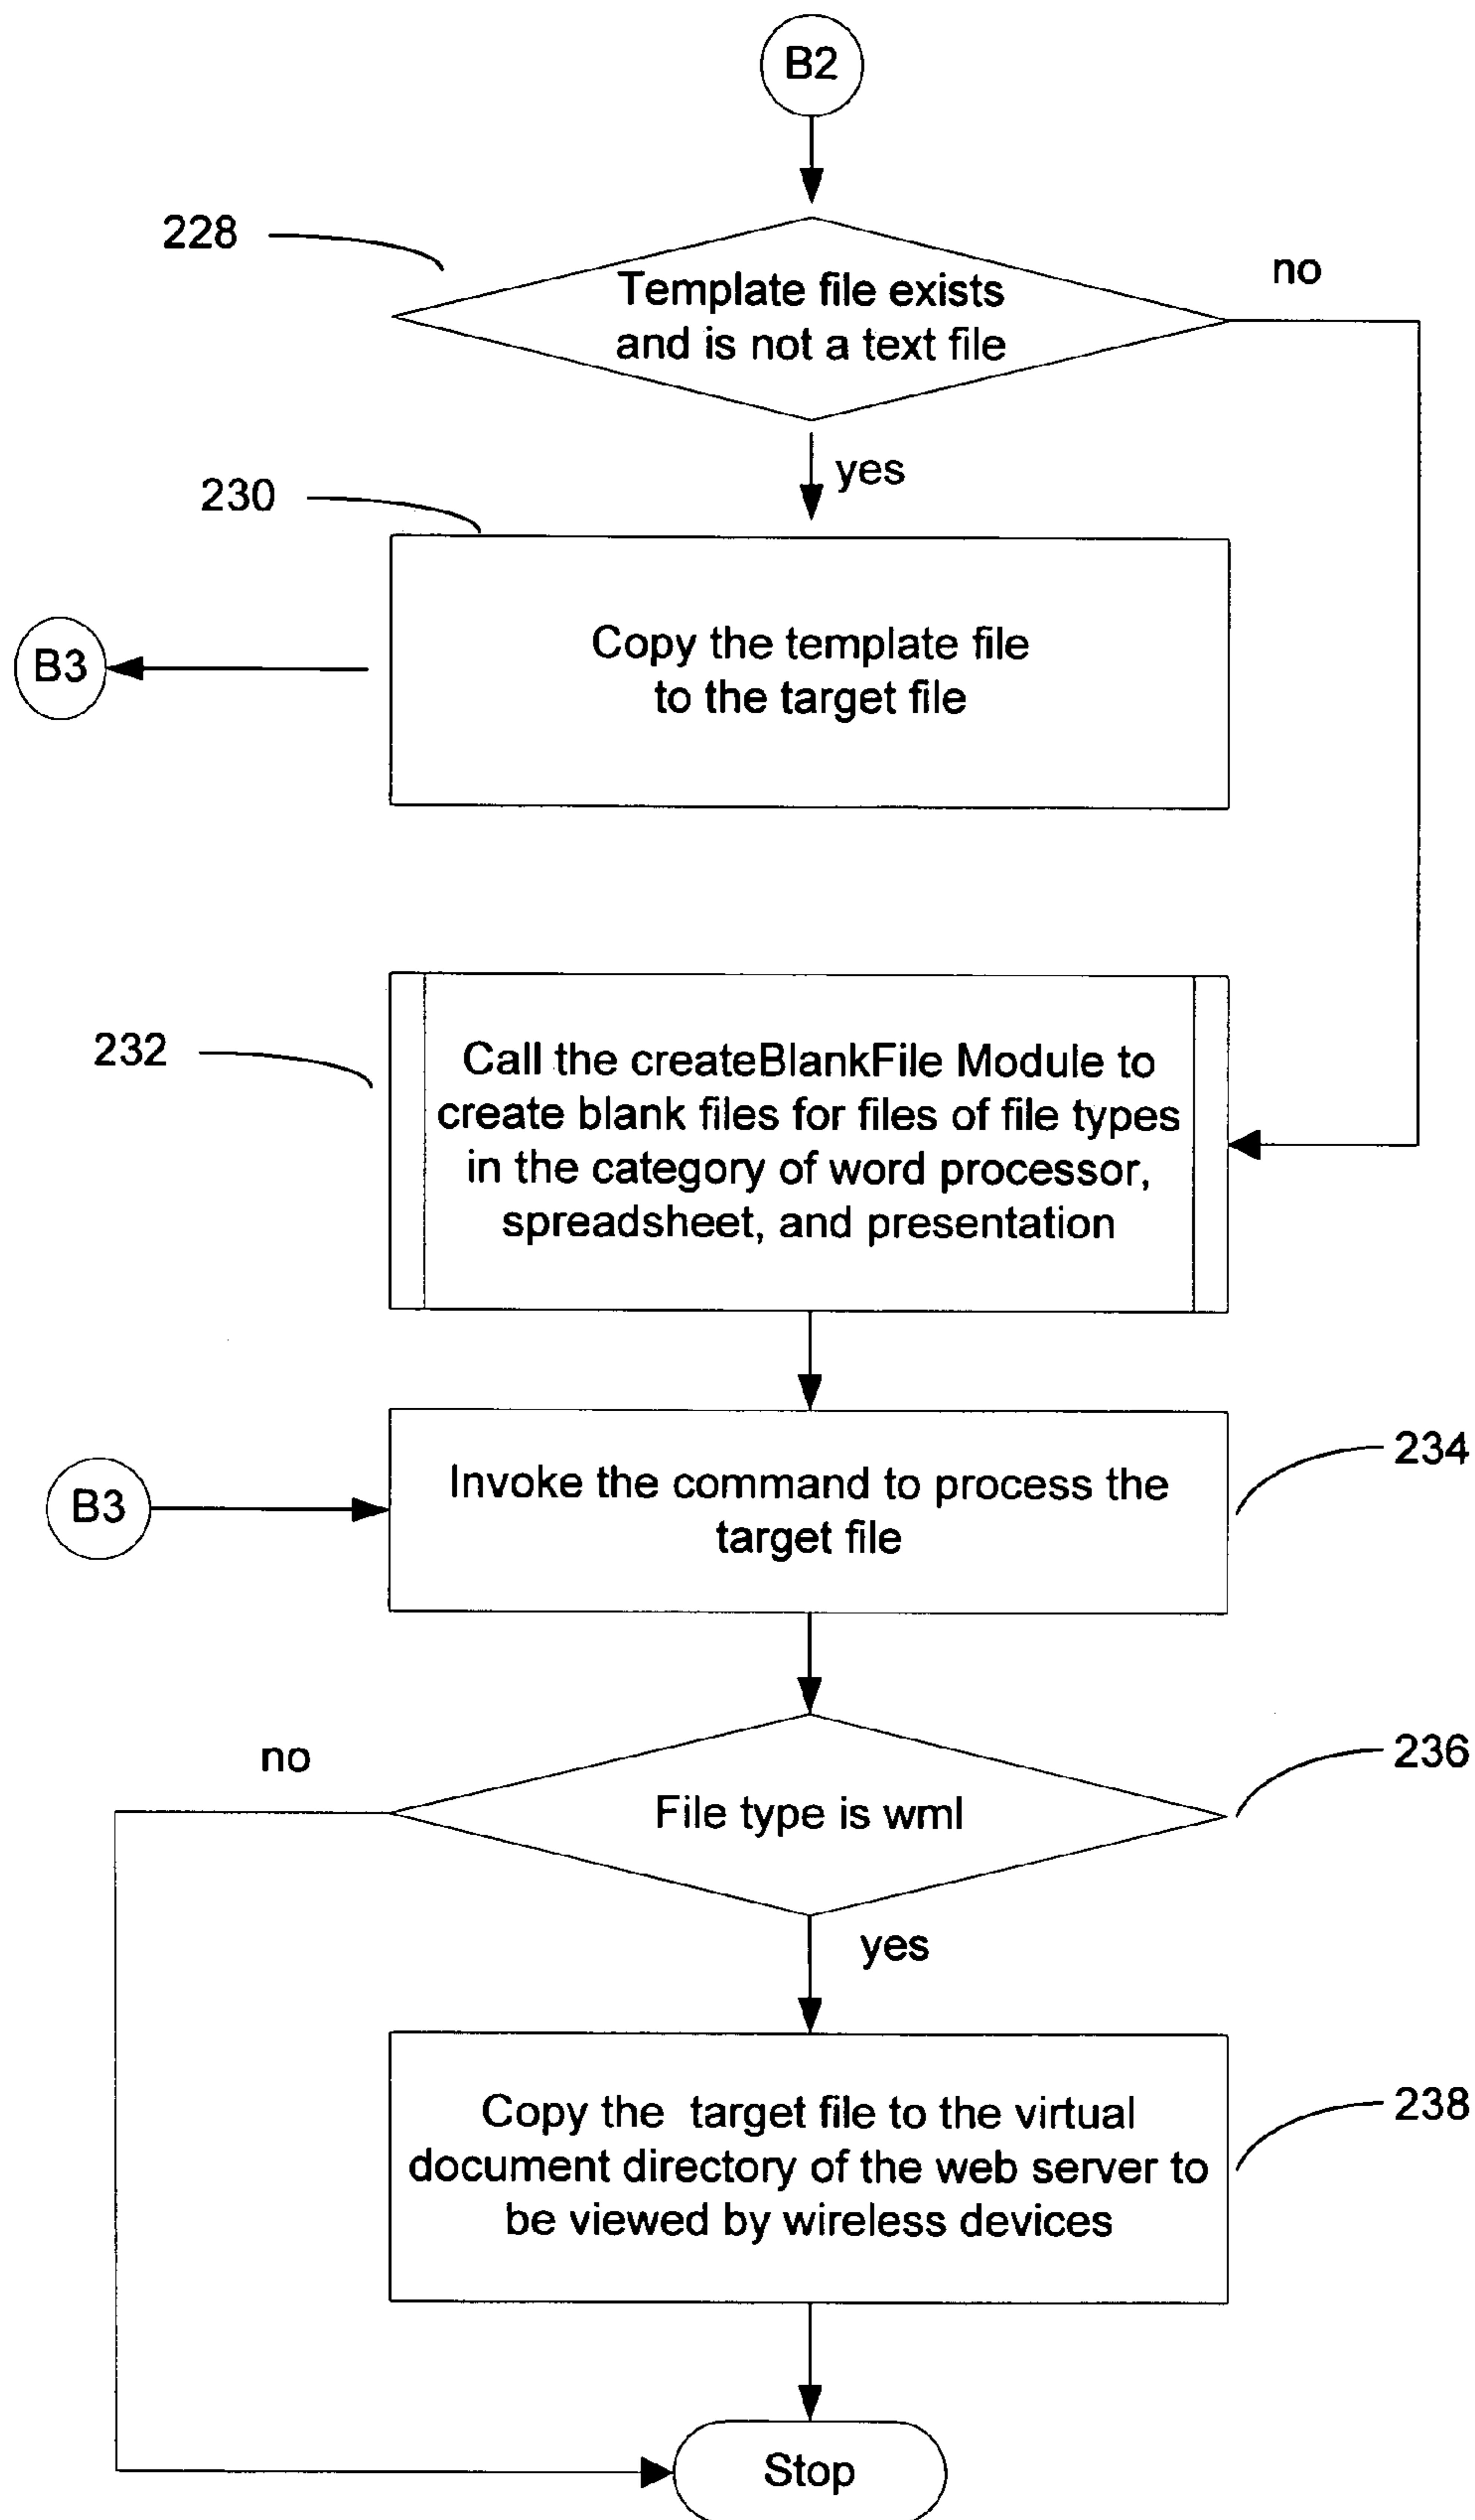 B2
228
Template file exists
and is not a text file
no
yes
230
Copy the template file
to the target file
B3
232
Call the createBlankFile Module to
create blank files for files of file types
in the category of word processor,
spreadsheet, and presentation
234
Invoke the command to process the
target file
B3
236
no
File type is wml
yes
238
Copy the target file to the virtual
document directory of the web server to
be viewed by wireless devices
Stop